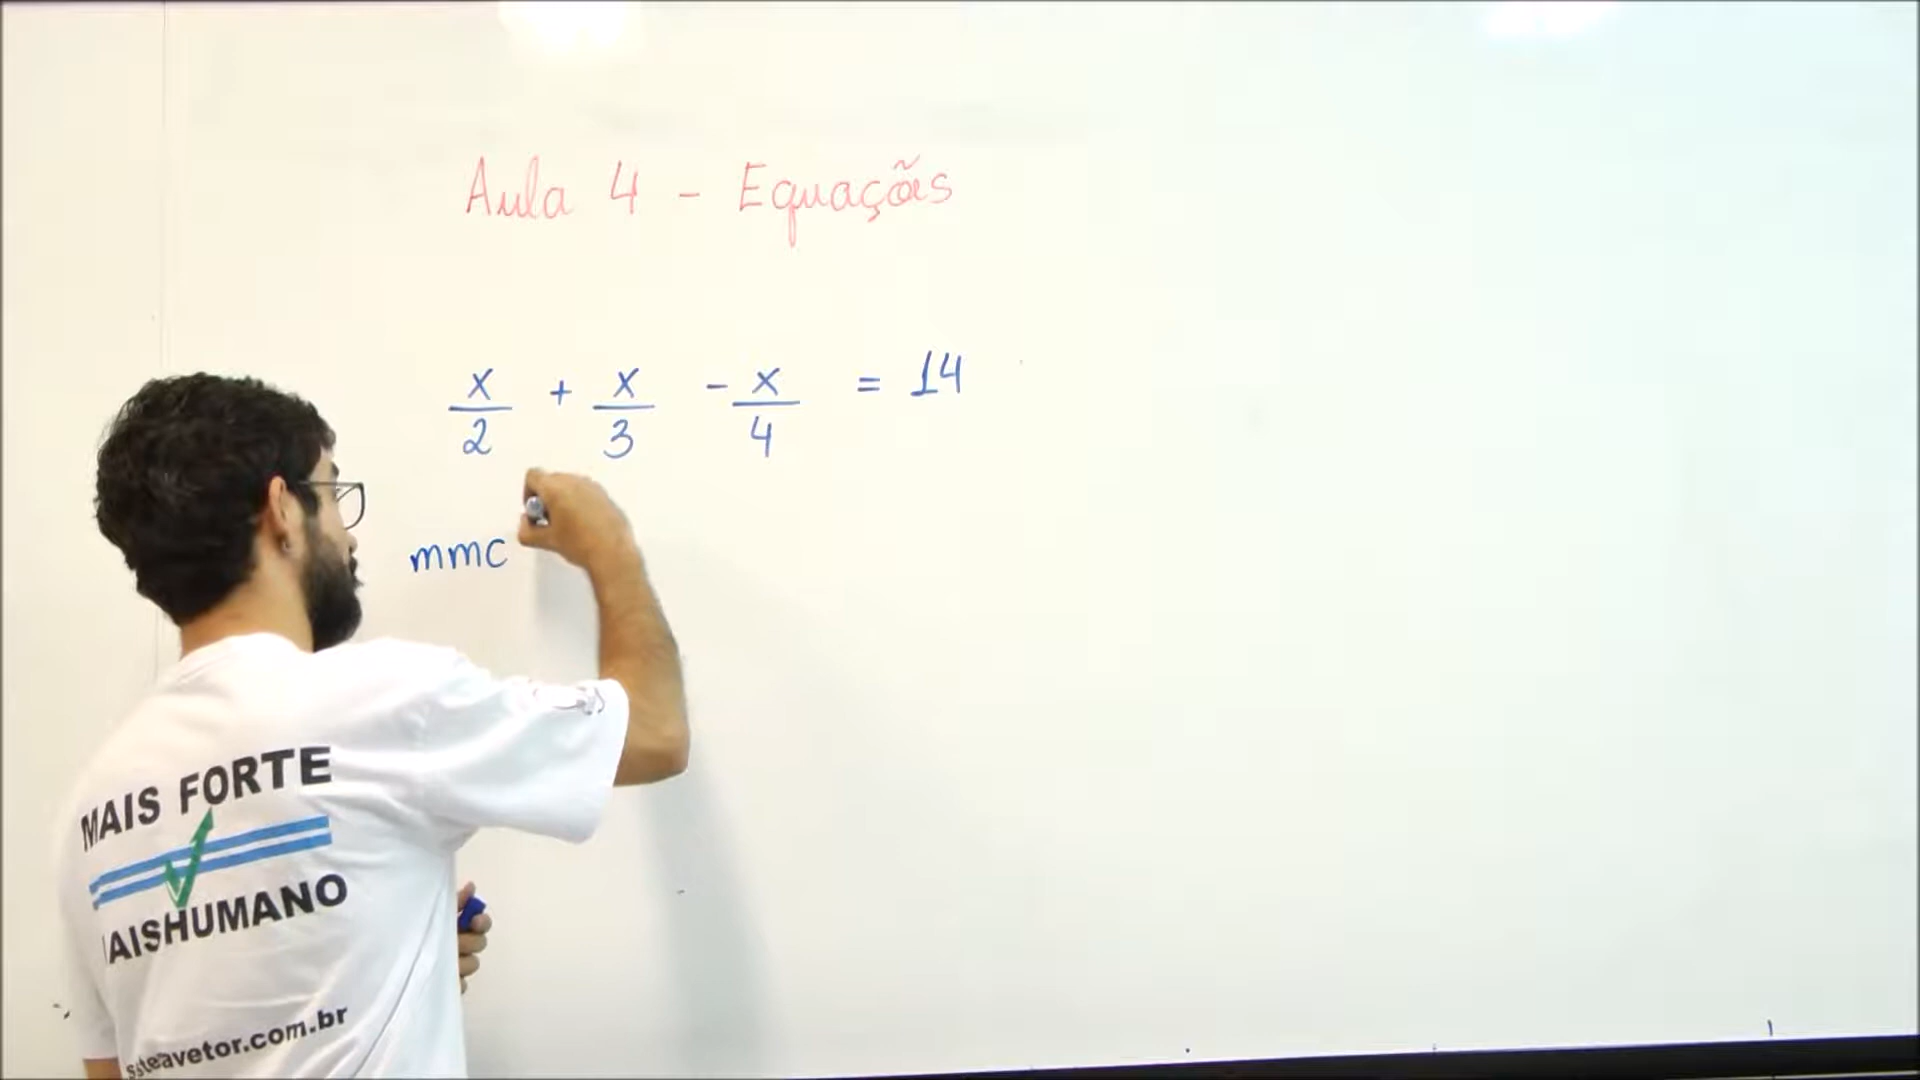 Aula 4 - Equações
x/2 + x/3 - x/4 = 14
mmc
MAIS FORTE
AISHUMANO